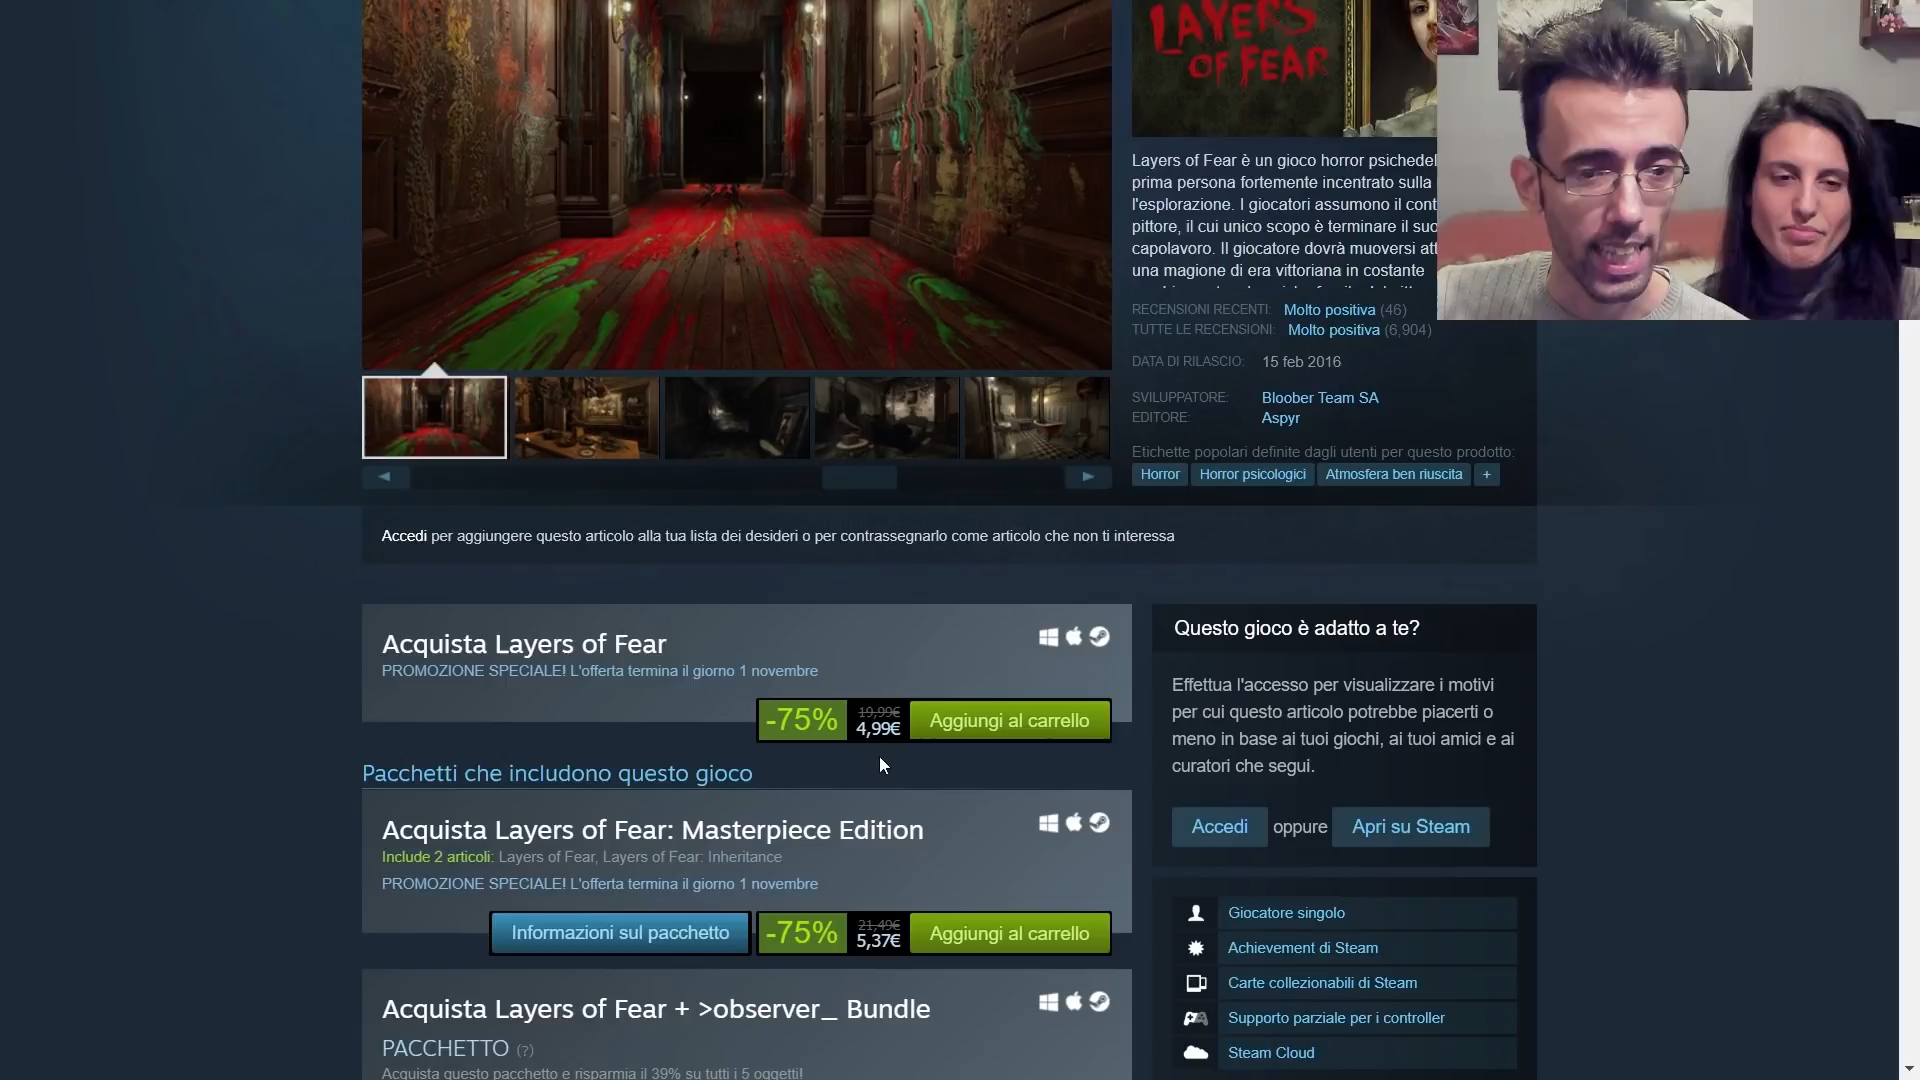 LAYERS
OF FEAR
Layers of Fear è un gioco horror psichedel
prima persona fortemente incentrato sulla
l'esplorazione. I giocatori assumono il cont
pittore, il cui unico scopo è terminare il suo
capolavoro. Il giocatore dovrà muoversi att
una magione di era vittoriana in costante
RECENSIONI RECENTI: Molto positiva (46)
TUTTE LE RECENSIONI: Molto positiva (6,904)
DATA DI RILASCIO: 15 feb 2016
SVILUPPATORE: Bloober Team SA
EDITORE: Aspyr
Etichette popolari definite dagli utenti per questo prodotto:
Horror Horror psicologici Atmosfera ben riuscita +
Accedi per aggiungere questo articolo alla tua lista dei desideri o per contrassegnarlo come articolo che non ti interessa
Acquista Layers of Fear
PROMOZIONE SPECIALE! L'offerta termina il giorno 1 novembre
-75% 19,99€ 4,99€ Aggiungi al carrello
Pacchetti che includono questo gioco
Acquista Layers of Fear: Masterpiece Edition
Include 2 articoli: Layers of Fear, Layers of Fear: Inheritance
PROMOZIONE SPECIALE! L'offerta termina il giorno 1 novembre
Informazioni sul pacchetto -75% 21,49€ 5,37€ Aggiungi al carrello
Acquista Layers of Fear + >observer_ Bundle
PACCHETTO (?)
Acquista questo pacchetto e risparmia il 39% su tutti i 5 oggetti!
Questo gioco è adatto a te?
Effettua l'accesso per visualizzare i motivi
per cui questo articolo potrebbe piacerti o
meno in base ai tuoi giochi, ai tuoi amici e ai
curatori che segui.
Accedi oppure Apri su Steam
Giocatore singolo
Achievement di Steam
Carte collezionabili di Steam
Supporto parziale per i controller
Steam Cloud